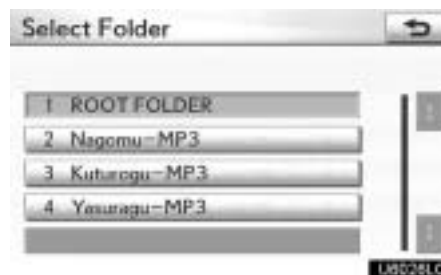 Select Folder
1 ROOT FOLDER
2 Nagomu-MP3
3 Kuturogu-MP3
4 Yasuragu-MP3